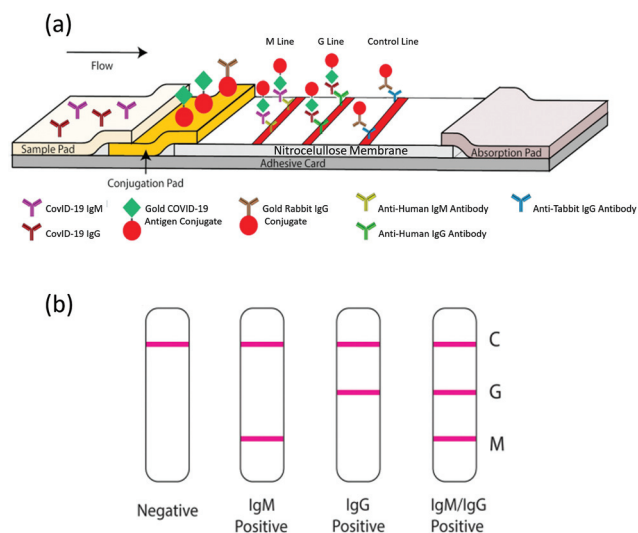 (a)
Flow
M Line
G Line
Control Line
Sample Pad
Conjugation Pad
Nitrocelullose Membrane
Adhesive Card
Absorption Pad
CovID-19 IgM
CovID-19 IgG
Gold COVID-19
Antigen Conjugate
Gold Rabbit IgG
Conjugate
Anti-Human IgM Antibody
Anti-Human IgG Antibody
Anti-Tabbit IgG Antibody
(b)
C
G
M
Negative
IgM
Positive
IgG
Positive
IgM/IgG
Positive